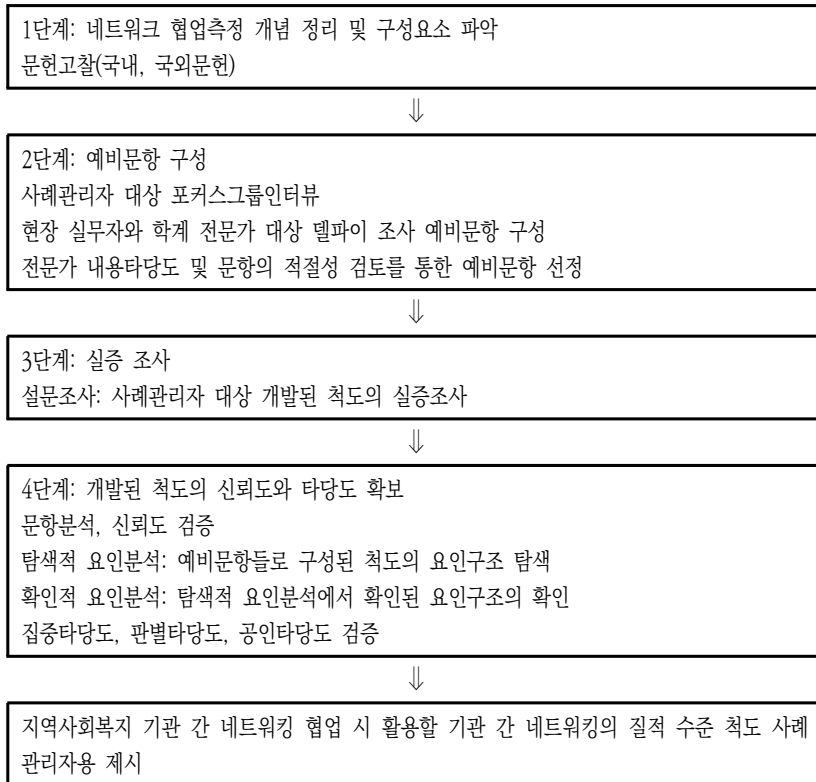 1단계: 네트워크 협업측정 개념 정리 및 구성요소 파악
문헌고찰(국내, 국외문헌)
⇓
2단계: 예비문항 구성
사례관리자 대상 포커스그룹인터뷰
현장 실무자와 학계 전문가 대상 델파이 조사 예비문항 구성
전문가 내용타당도 및 문항의 적절성 검토를 통한 예비문항 선정
⇓
3단계: 실증 조사
설문조사: 사례관리자 대상 개발된 척도의 실증조사
⇓
4단계: 개발된 척도의 신뢰도와 타당도 확보
문항분석, 신뢰도 검증
탐색적 요인분석: 예비문항들로 구성된 척도의 요인구조 탐색
확인적 요인분석: 탐색적 요인분석에서 확인된 요인구조의 확인
집중타당도, 판별타당도, 공인타당도 검증
⇓
지역사회복지 기관 간 네트워킹 협업 시 활용할 기관 간 네트워킹의 질적 수준 척도 사례
관리자용 제시